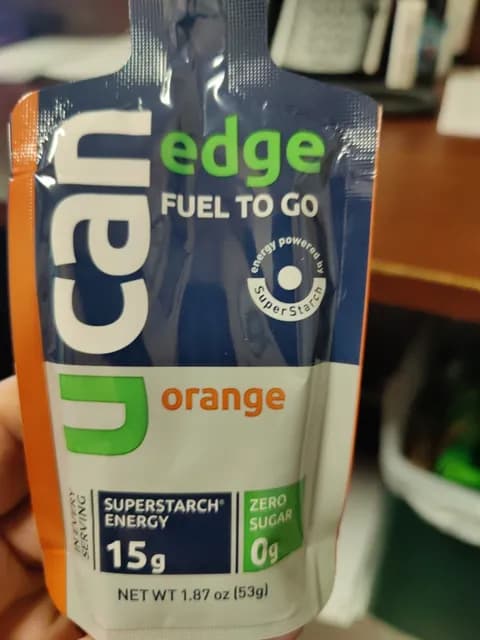 ucan
edge
FUEL TO GO
energy powered by
SuperStarch
orange
IN EVERY
SERVING
SUPERSTARCH®
ENERGY
15g
ZERO
SUGAR
0g
NET WT 1.87 oz (53g)